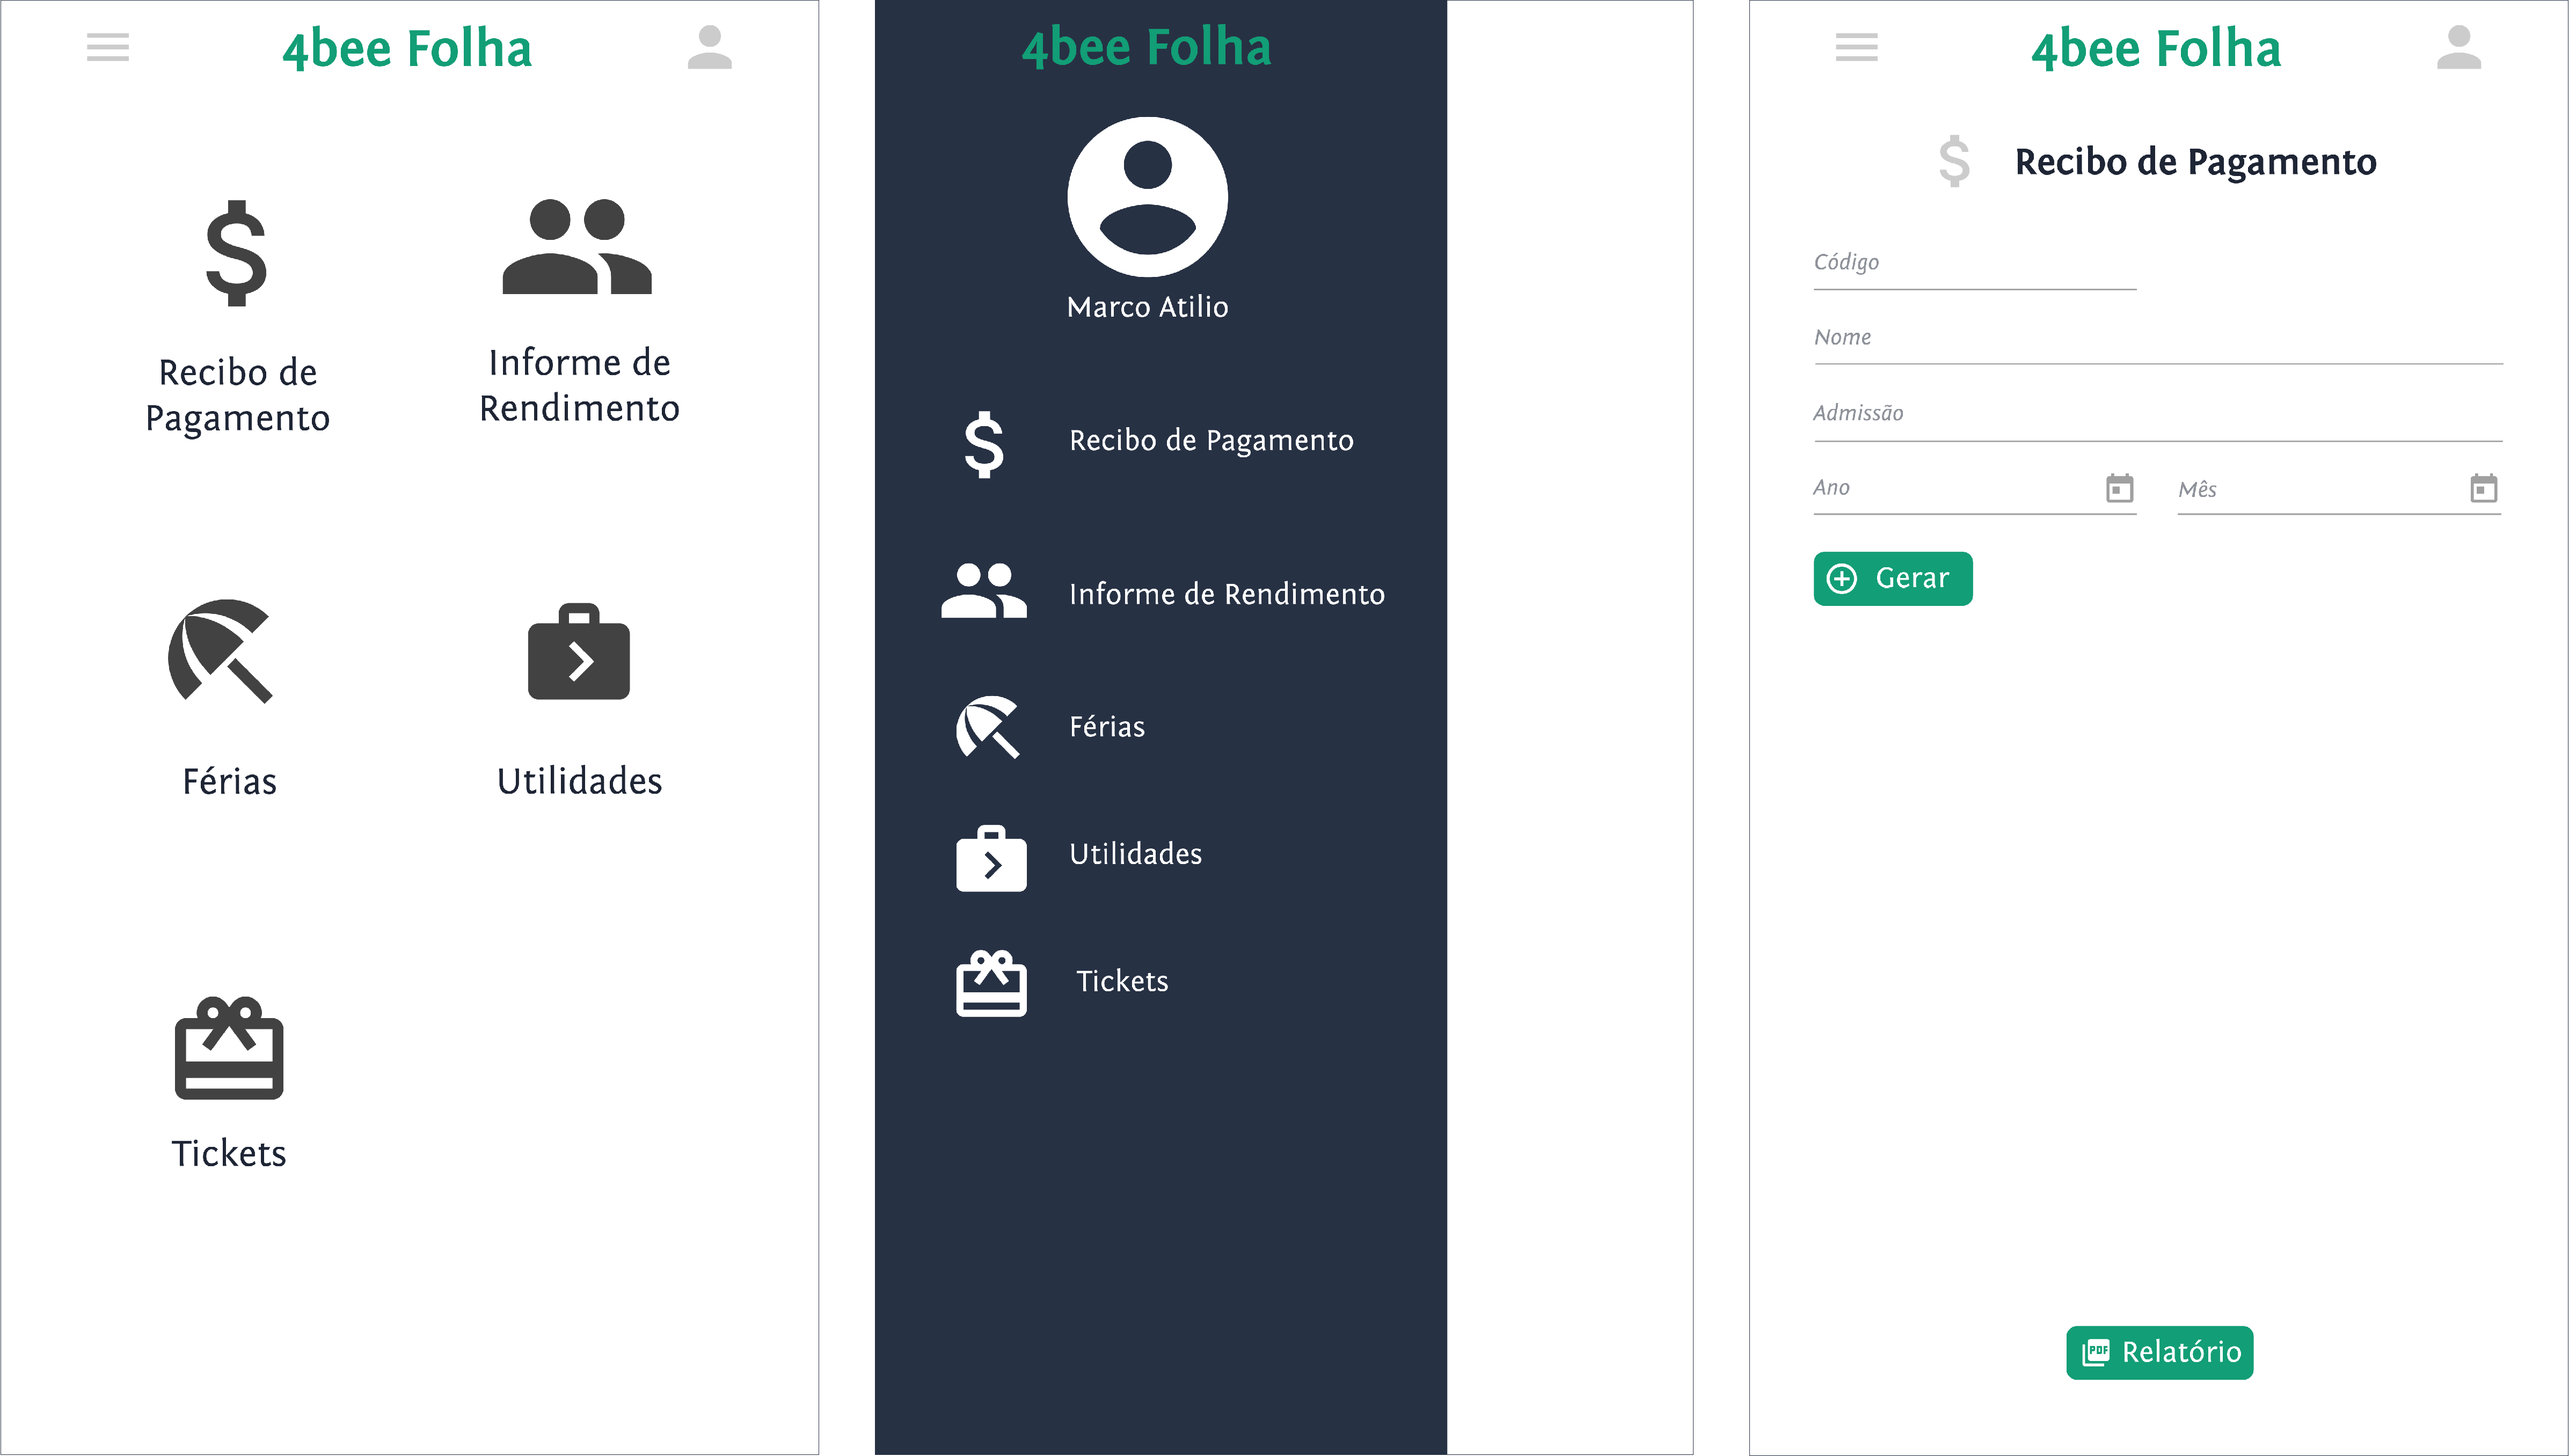 4bee Folha
Recibo de
Pagamento
Informe de
Rendimento
Férias
Utilidades
Tickets
4bee Folha
Marco Atilio
Recibo de Pagamento
Informe de Rendimento
Férias
Utilidades
Tickets
4bee Folha
Recibo de Pagamento
Código
Nome
Admissão
Ano
Mês
Gerar
PDF Relatório